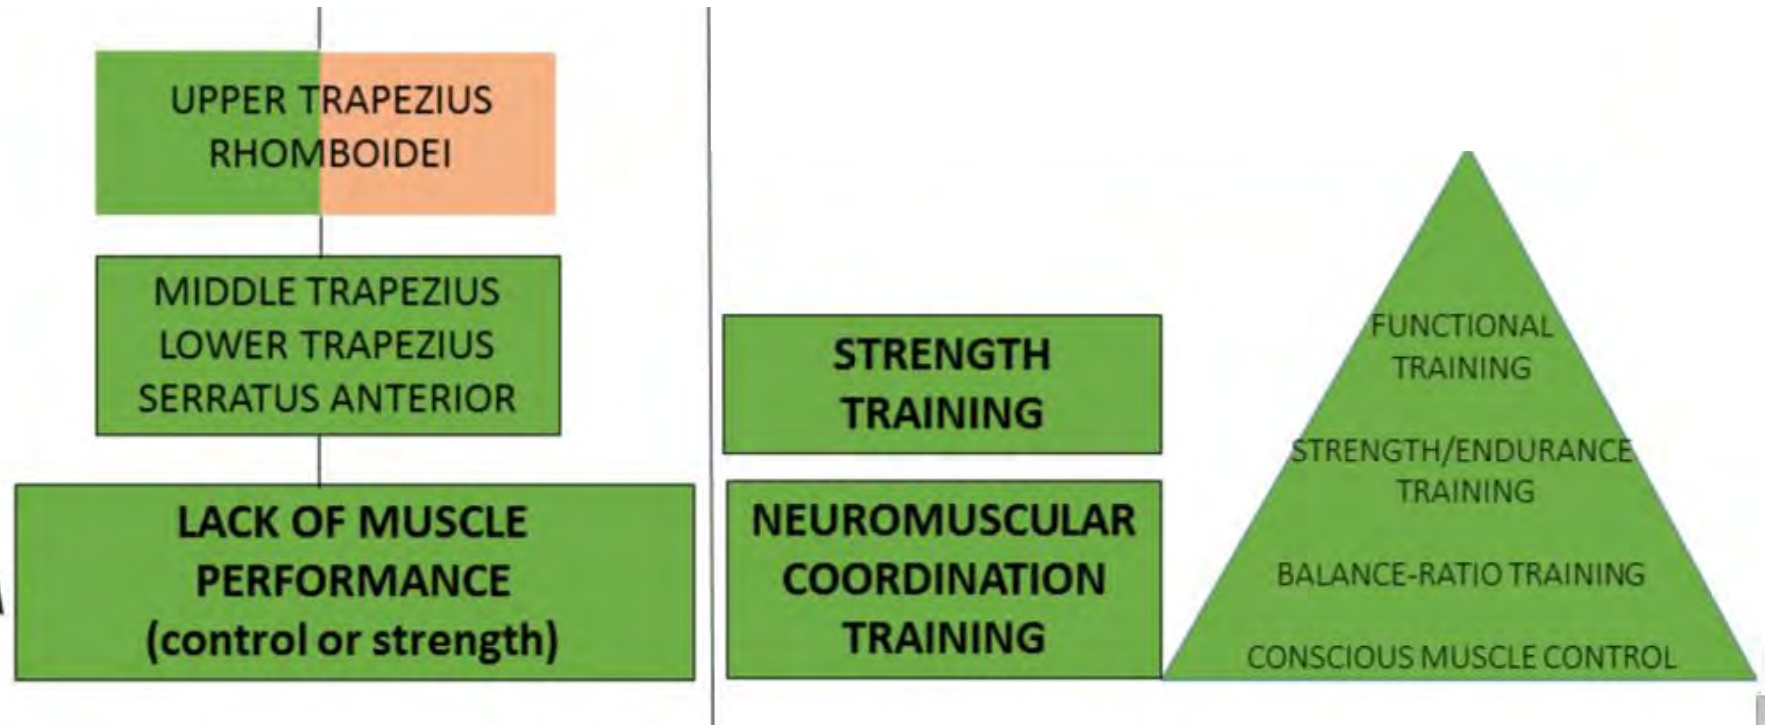 UPPER TRAPEZIUS
RHOMBOIDEI
MIDDLE TRAPEZIUS
LOWER TRAPEZIUS
SERRATUS ANTERIOR
LACK OF MUSCLE
PERFORMANCE
(control or strength)
STRENGTH
TRAINING
NEUROMUSCULAR
COORDINATION
TRAINING
FUNCTIONAL
TRAINING
STRENGTH/ENDURANCE
TRAINING
BALANCE-RATIO TRAINING
CONSCIOUS MUSCLE CONTROL